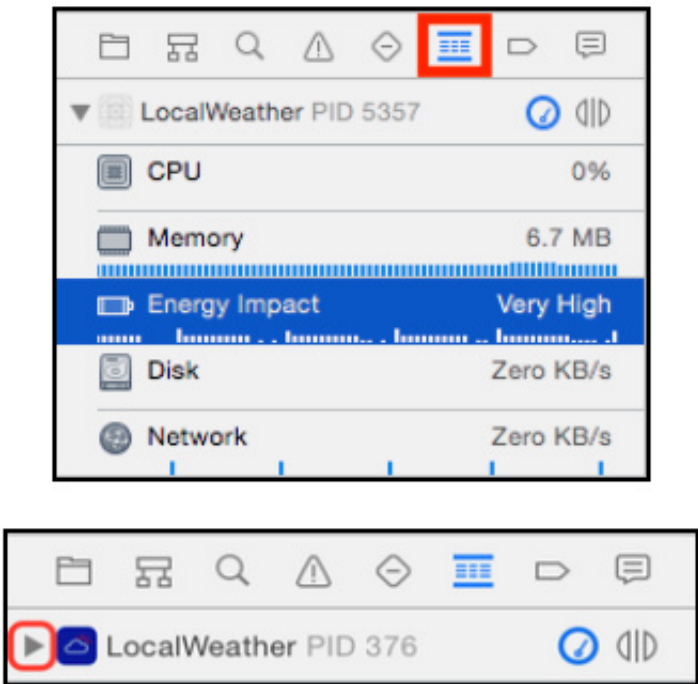 LocalWeather PID 5357
CPU 0%
Memory 6.7 MB
Energy Impact Very High
Disk Zero KB/s
Network Zero KB/s
LocalWeather PID 376